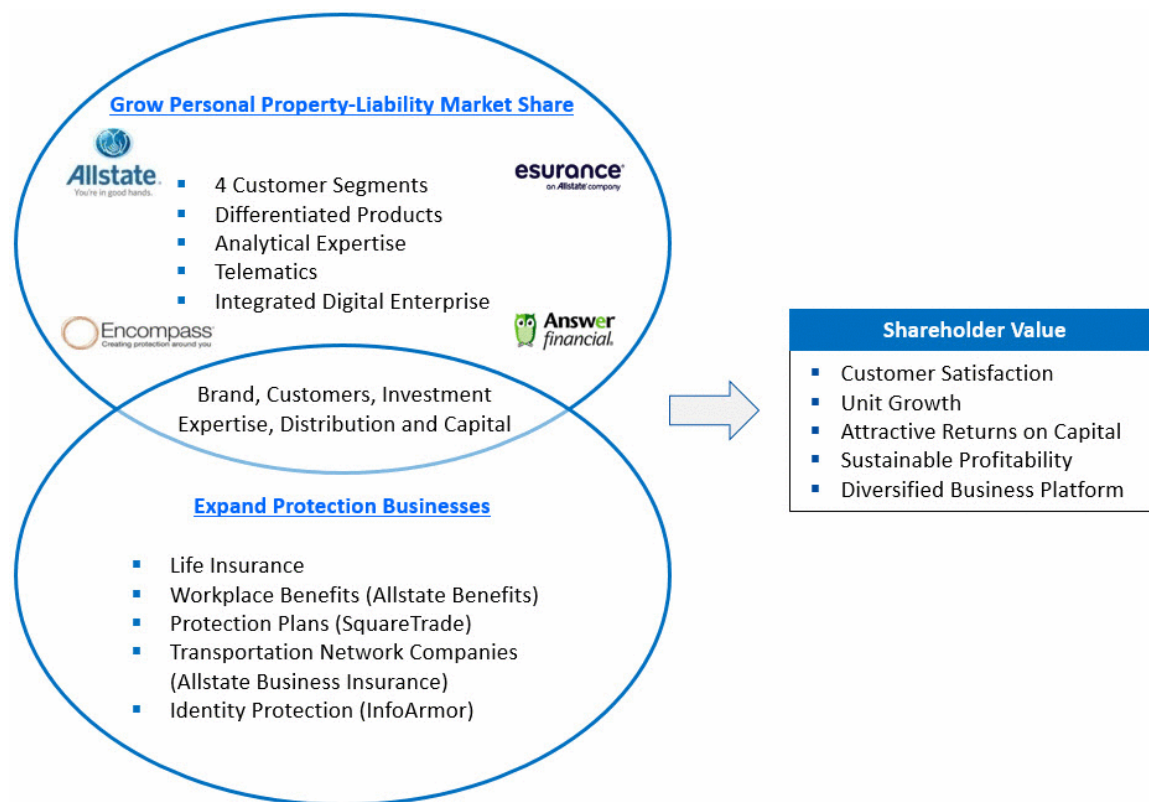 Grow Personal Property-Liability Market Share
Allstate.
You're in good hands.
esurance®
an Allstate company
▪ 4 Customer Segments
▪ Differentiated Products
▪ Analytical Expertise
▪ Telematics
▪ Integrated Digital Enterprise
Encompass
Creating protection around you
Answer
financial.
Brand, Customers, Investment
Expertise, Distribution and Capital
Expand Protection Businesses
▪ Life Insurance
▪ Workplace Benefits (Allstate Benefits)
▪ Protection Plans (SquareTrade)
▪ Transportation Network Companies
(Allstate Business Insurance)
▪ Identity Protection (InfoArmor)
Shareholder Value
▪ Customer Satisfaction
▪ Unit Growth
▪ Attractive Returns on Capital
▪ Sustainable Profitability
▪ Diversified Business Platform